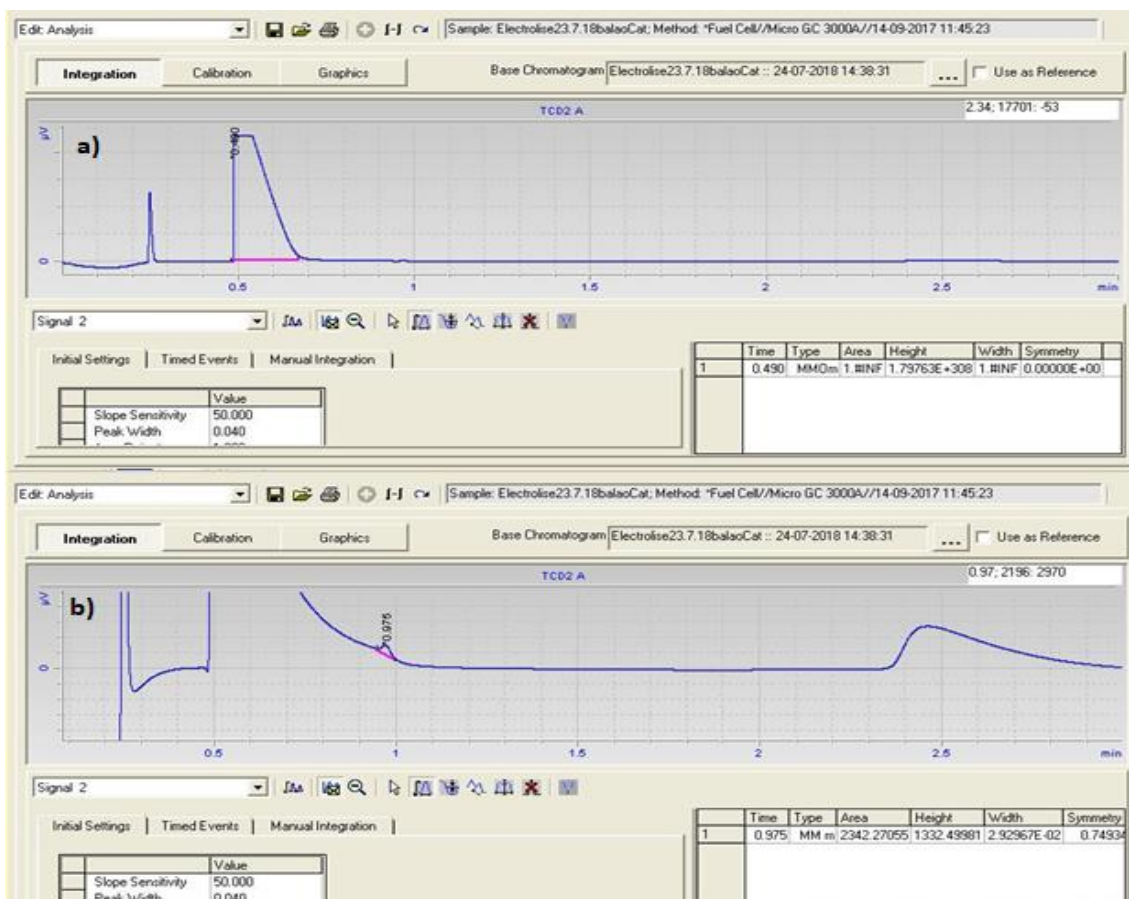 Edit: Analysis Sample: Electrolise23.7.18balaoCat; Method: *Fuel Cell//Micro GC 3000A//14-09-2017 11:45:23
Integration Calibration Graphics Base Chromatogram Electrolise23.7.18balaoCat :: 24-07-2018 14:38:31 ... Use as Reference
TCD2 A 2.34; 17701: -53
µV a) 0.490
0
0.5 1 1.5 2 2.5 min
Signal 2
Initial Settings | Timed Events | Manual Integration |
Time Type Area Height Width Symmetry
1 0.490 MMOm 1.#INF 1.79763E+308 1.#INF 0.00000E+00
Value
Slope Sensitivity 50.000
Peak Width 0.040
Edit: Analysis Sample: Electrolise23.7.18balaoCat; Method: *Fuel Cell//Micro GC 3000A//14-09-2017 11:45:23
Integration Calibration Graphics Base Chromatogram Electrolise23.7.18balaoCat :: 24-07-2018 14:38:31 ... Use as Reference
TCD2 A 0.97; 2196: 2970
µV b) 0.975
0
0.5 1 1.5 2 2.5 min
Signal 2
Initial Settings | Timed Events | Manual Integration |
Time Type Area Height Width Symmetry
1 0.975 MM m 2342.27055 1332.49981 2.92967E-02 0.74934
Value
Slope Sensitivity 50.000
Peak Width 0.040